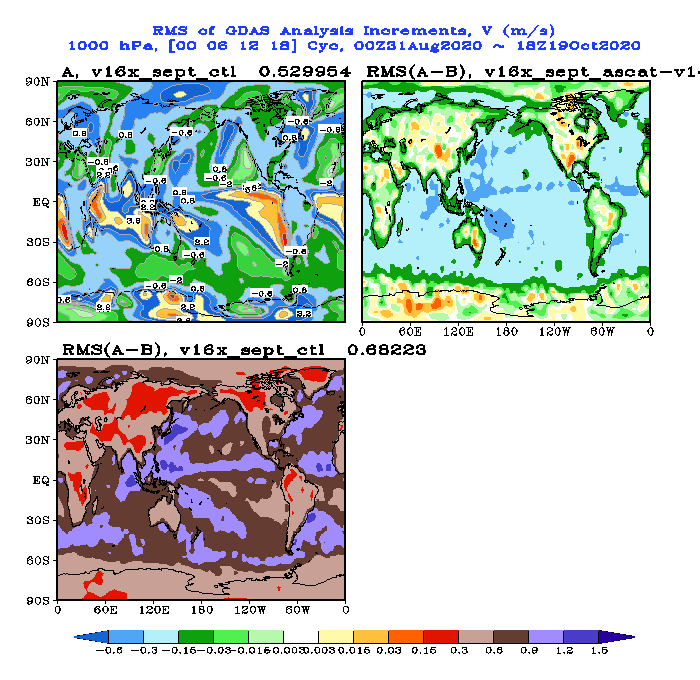 RMS of GDAS Analysis Increments, V (m/s)
1000 hPa, [00 06 12 18] Cyc, 00Z31Aug2020 ~ 18Z19Oct2020
A, v16x_sept_ctl 0.529954
RMS(A-B), v16x_sept_ascat-v1
90N
60N
30N
EQ
30S
60S
90S
0 60E 120E 180 120W 60W 0
RMS(A-B), v16x_sept_ctl 0.68223
90N
60N
30N
EQ
30S
60S
90S
0 60E 120E 180 120W 60W 0
-0.6 -0.3 -0.15 -0.03 -0.015 -0.003 0.003 0.015 0.03 0.15 0.3 0.6 0.9 1.2 1.5